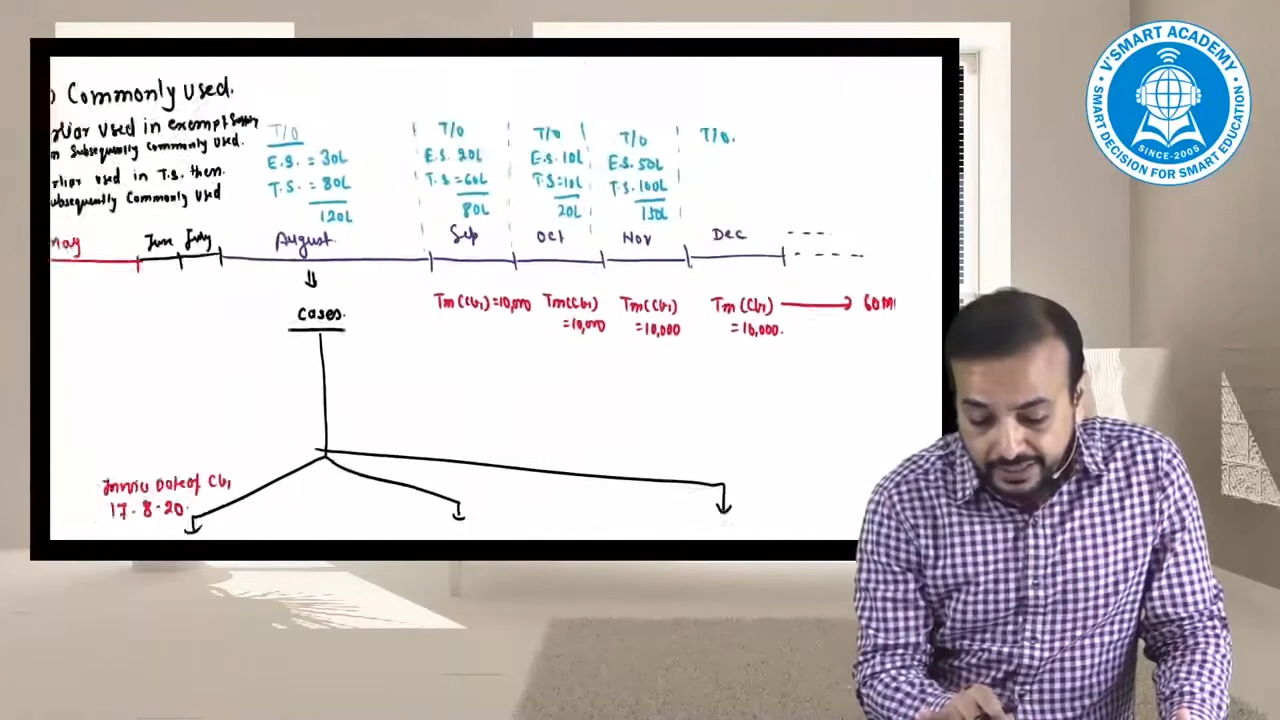 Commonly used.
used in exempt supply
Subsequently Commonly used.
used in T.S. then
Subsequently Commonly used
T/O
E.S. = 30L
T.S. = 80L
120L
T/O
E.S. 20L
T.S = 60L
80L
T/O
E.S. 10L
T.S = 10L
20L
T/O
E.S. 50L
T.S. 100L
150L
T/O.
may
June July
August
Sep
Oct
Nov
Dec
Cases.
Tm(CG1) = 10,000
Tm(CG1)
= 10,000
Tm(CG1)
= 10,000
Tm(CG1)
= 10,000.
60 M
Date of CG1
17-8-20
V'SMART ACADEMY
SMART DECISION FOR SMART EDUCATION
SINCE-2005